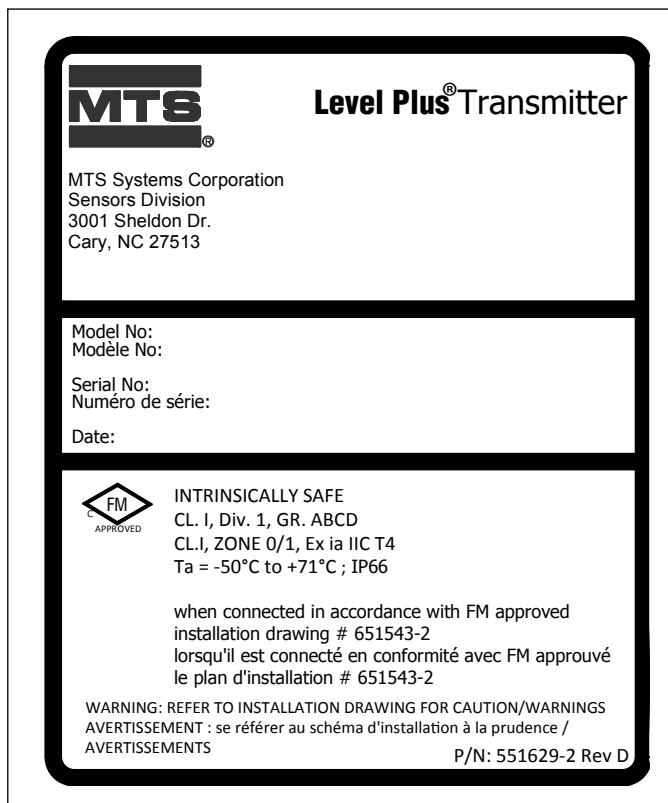 MTS®
Level Plus® Transmitter
MTS Systems Corporation
Sensors Division
3001 Sheldon Dr.
Cary, NC 27513
Model No:
Modèle No:
Serial No:
Numéro de série:
Date:
C FM APPROVED
INTRINSICALLY SAFE
CL. I, Div. 1, GR. ABCD
CL.I, ZONE 0/1, Ex ia IIC T4
Ta = -50°C to +71°C ; IP66
when connected in accordance with FM approved
installation drawing # 651543-2
lorsqu'il est connecté en conformité avec FM approuvé
le plan d'installation # 651543-2
WARNING: REFER TO INSTALLATION DRAWING FOR CAUTION/WARNINGS
AVERTISSEMENT : se référer au schéma d'installation à la prudence /
AVERTISSEMENTS
P/N: 551629-2 Rev D